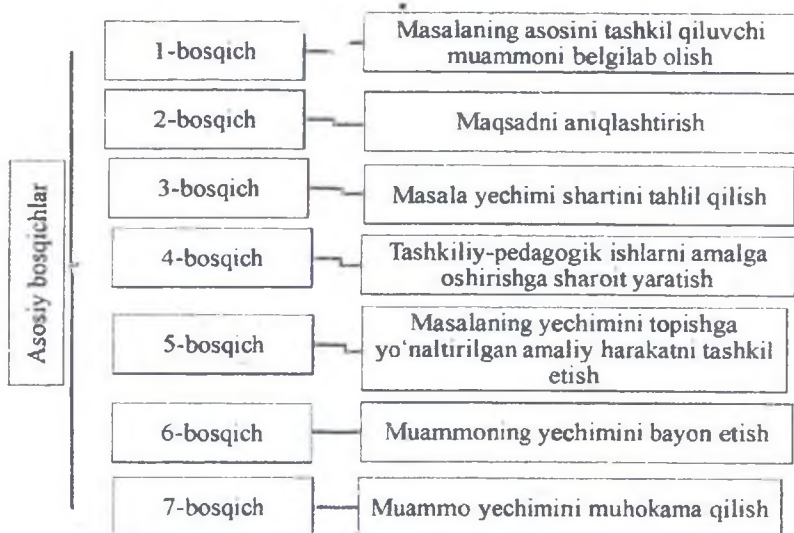 Asosiy bosqichlar
1-bosqich
Masalaning asosini tashkil qiluvchi
muammoni belgilab olish
2-bosqich
Maqsadni aniqlashtirish
3-bosqich
Masala yechimi shartini tahlil qilish
4-bosqich
Tashkiliy-pedagogik ishlarni amalga
oshirishga sharoit yaratish
5-bosqich
Masalaning yechimini topishga
yo‘naltirilgan amaliy harakatni tashkil
etish
6-bosqich
Muammoning yechimini bayon etish
7-bosqich
Muammo yechimini muhokama qilish